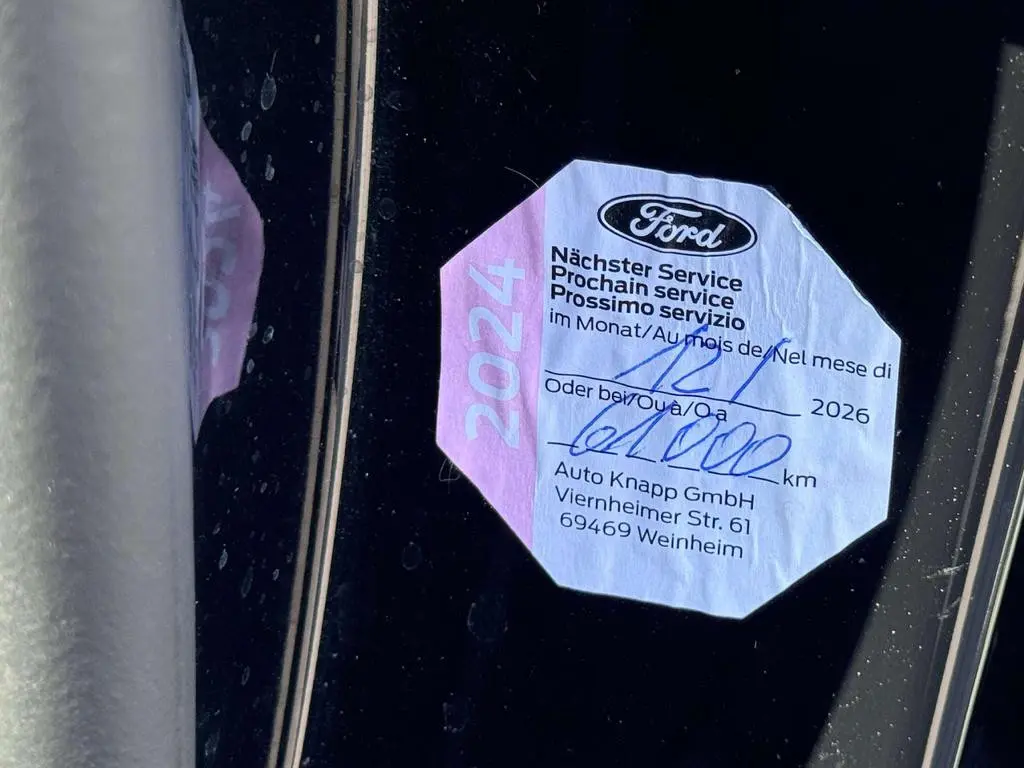 Ford
Nächster Service
Prochain service
Prossimo servizio
im Monat/Au mois de/Nel mese di
12/ 2026
Oder bei/Ou à/O a
61000 km
Auto Knapp GmbH
Viernheimer Str. 61
69469 Weinheim
2024